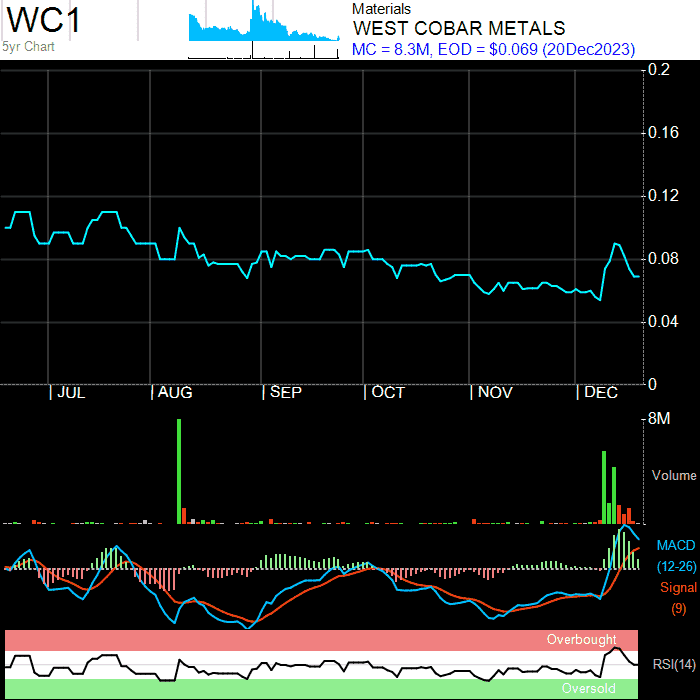 WC1
5yr Chart
Materials
WEST COBAR METALS
MC = 8.3M, EOD = $0.069 (20Dec2023)
0.2
0.16
0.12
0.08
0.04
0
JUL AUG SEP OCT NOV DEC
8M
Volume
MACD
(12-26)
Signal
(9)
Overbought
RSI(14)
Oversold